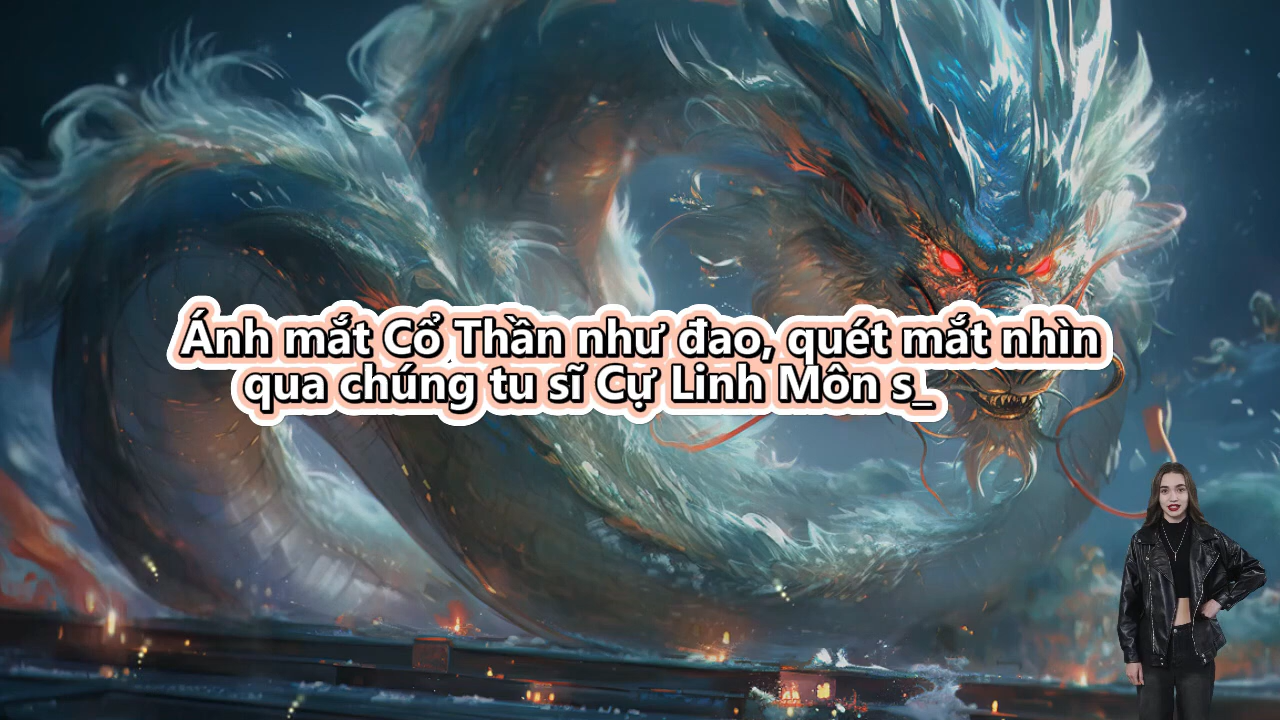 Ánh mắt Cổ Thần như đao, quét mắt nhìn
qua chúng tu sĩ Cự Linh Môn s_